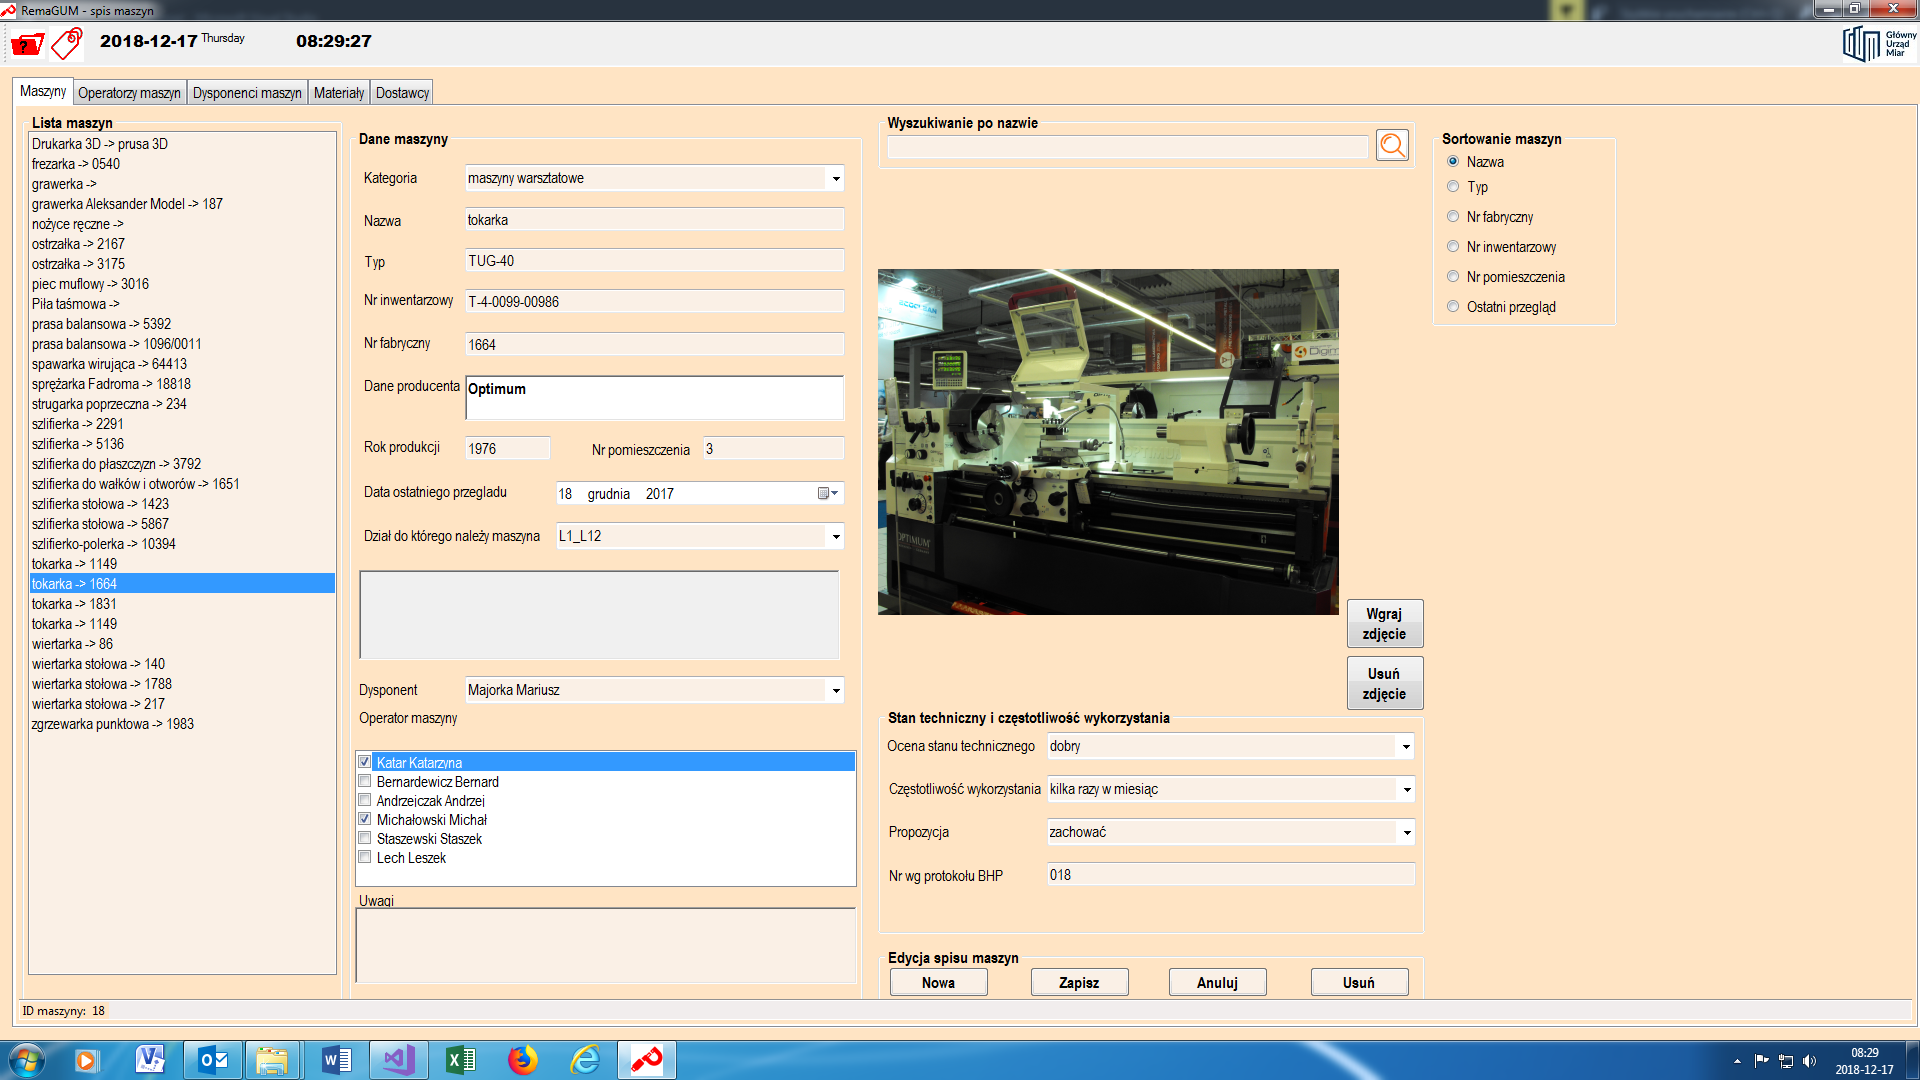 RemaGUM - spis maszyn
2018-12-17 Thursday 08:29:27
Główny
Urząd
Miar
Maszyny Operatorzy maszyn Dysponenci maszyn Materiały Dostawcy
Lista maszyn
Drukarka 3D -> prusa 3D
frezarka -> 0540
grawerka ->
grawerka Aleksander Model -> 187
nożyce ręczne ->
ostrzałka -> 2167
ostrzałka -> 3175
piec muflowy -> 3016
Piła taśmowa ->
prasa balansowa -> 5392
prasa balansowa -> 1096/0011
spawarka wirująca -> 64413
sprężarka Fadroma -> 18818
strugarka poprzeczna -> 234
szlifierka -> 2291
szlifierka -> 5136
szlifierka do płaszczyzn -> 3792
szlifierka do wałków i otworów -> 1651
szlifierka stołowa -> 1423
szlifierka stołowa -> 5867
szlifierko-polerka -> 10394
tokarka -> 1149
tokarka -> 1664
tokarka -> 1831
tokarka -> 1149
wiertarka -> 86
wiertarka stołowa -> 140
wiertarka stołowa -> 1788
wiertarka stołowa -> 217
zgrzewarka punktowa -> 1983
Dane maszyny
Kategoria maszyny warsztatowe
Nazwa tokarka
Typ TUG-40
Nr inwentarzowy T-4-0099-00986
Nr fabryczny 1664
Dane producenta Optimum
Rok produkcji 1976 Nr pomieszczenia 3
Data ostatniego przegladu 18 grudnia 2017
Dział do którego należy maszyna L1_L12
Dysponent Majorka Mariusz
Operator maszyny
Katar Katarzyna
Bernardewicz Bernard
Andrzejczak Andrzej
Michałowski Michał
Staszewski Staszek
Lech Leszek
Uwagi
Wyszukiwanie po nazwie
ECOCLEAN
OPTIMUM
Wgraj
zdjęcie
Usuń
zdjęcie
Stan techniczny i częstotliwość wykorzystania
Ocena stanu technicznego dobry
Częstotliwość wykorzystania kilka razy w miesiąc
Propozycja zachować
Nr wg protokołu BHP 018
Edycja spisu maszyn
Nowa Zapisz Anuluj Usuń
Sortowanie maszyn
Nazwa
Typ
Nr fabryczny
Nr inwentarzowy
Nr pomieszczenia
Ostatni przegląd
ID maszyny: 18
08:29
2018-12-17